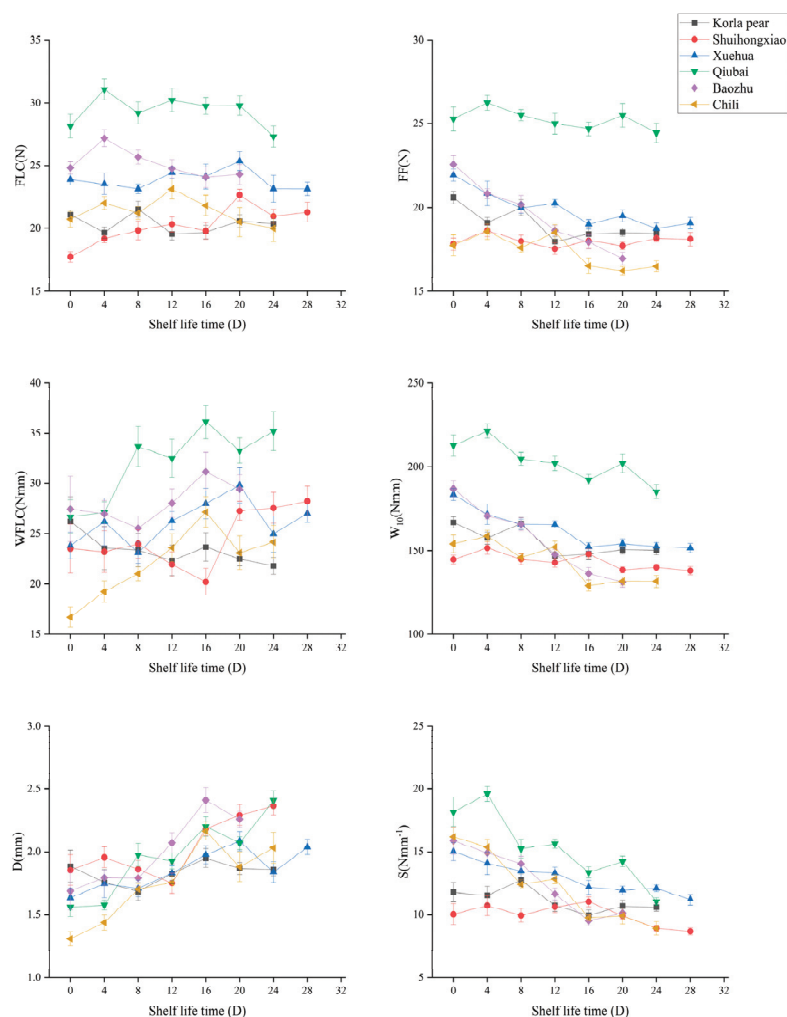 Korla pear
Shuihongxiao
Xuehua
Qiubai
Daozhu
Chili
35
30
25
20
15
FLC(N)
0 4 8 12 16 20 24 28 32
Shelf life time (D)
30
25
20
15
FF(N)
0 4 8 12 16 20 24 28 32
Shelf life time (D)
40
35
30
25
20
15
WFLC(Nmm)
0 4 8 12 16 20 24 28 32
Shelf life time (D)
250
200
150
100
W₁₀(Nmm)
0 4 8 12 16 20 24 28 32
Shelf life time (D)
3.0
2.5
2.0
1.5
1.0
D(mm)
0 4 8 12 16 20 24 28 32
Shelf life time (D)
25
20
15
10
5
S(Nmm⁻¹)
0 4 8 12 16 20 24 28 32
Shelf life time (D)